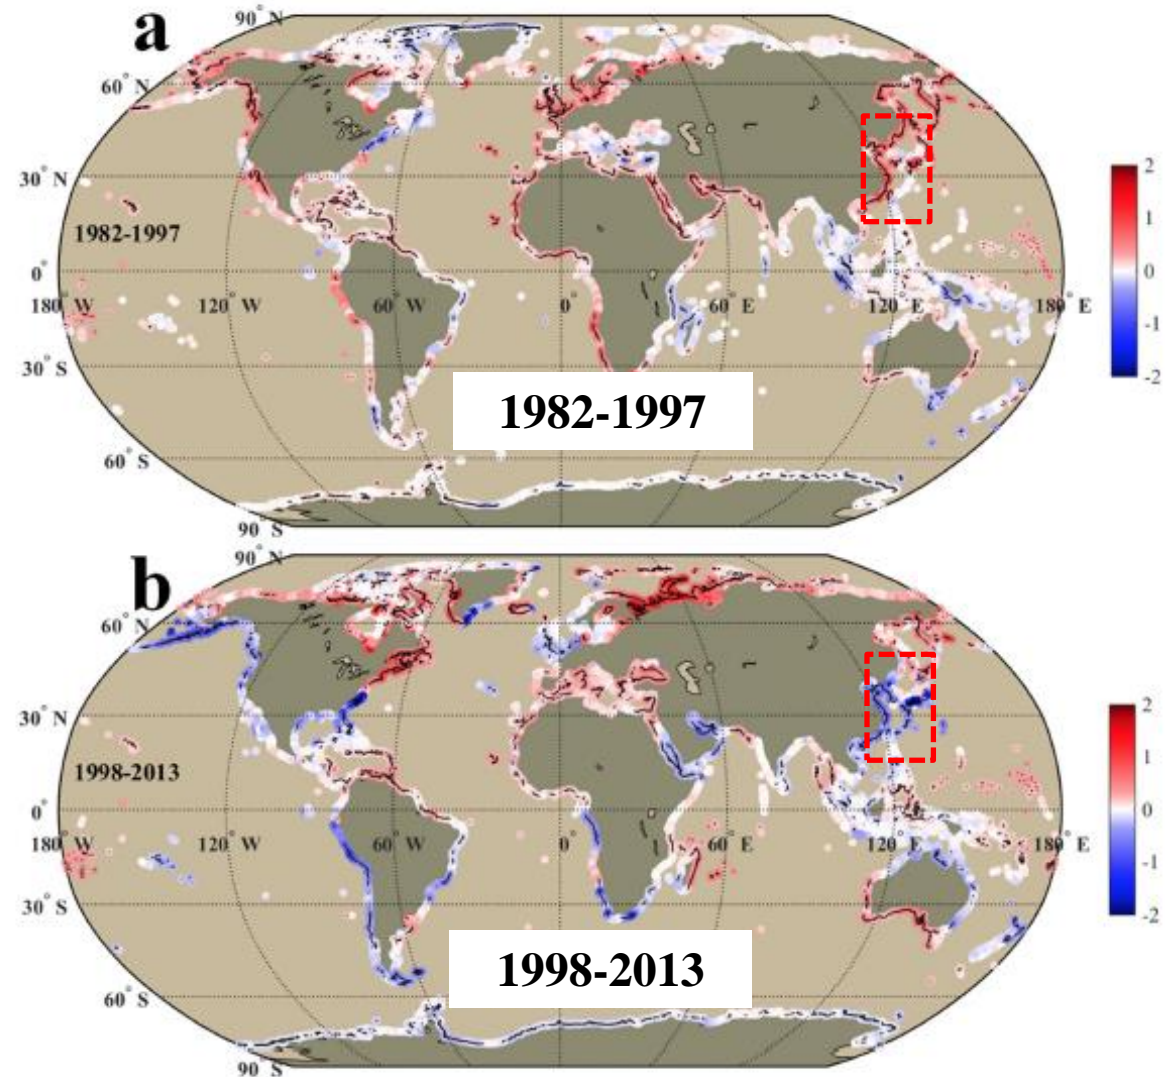 a
90° N
60° N
30° N
1982-1997
0°
180° W
120° W
60° W
0°
60° E
120° E
180° E
30° S
1982-1997
60° S
90° S
2
1
0
-1
-2
b
90° N
60° N
30° N
1998-2013
0°
180° W
120° W
60° W
0°
60° E
120° E
180° E
30° S
1998-2013
60° S
90° S
2
1
0
-1
-2